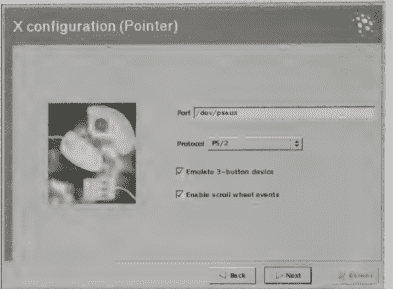 X configuration (Pointer)
Port /dev/psaux
Protocol PS/2
Emulate 3-button device
Enable scroll wheel events
Back Next